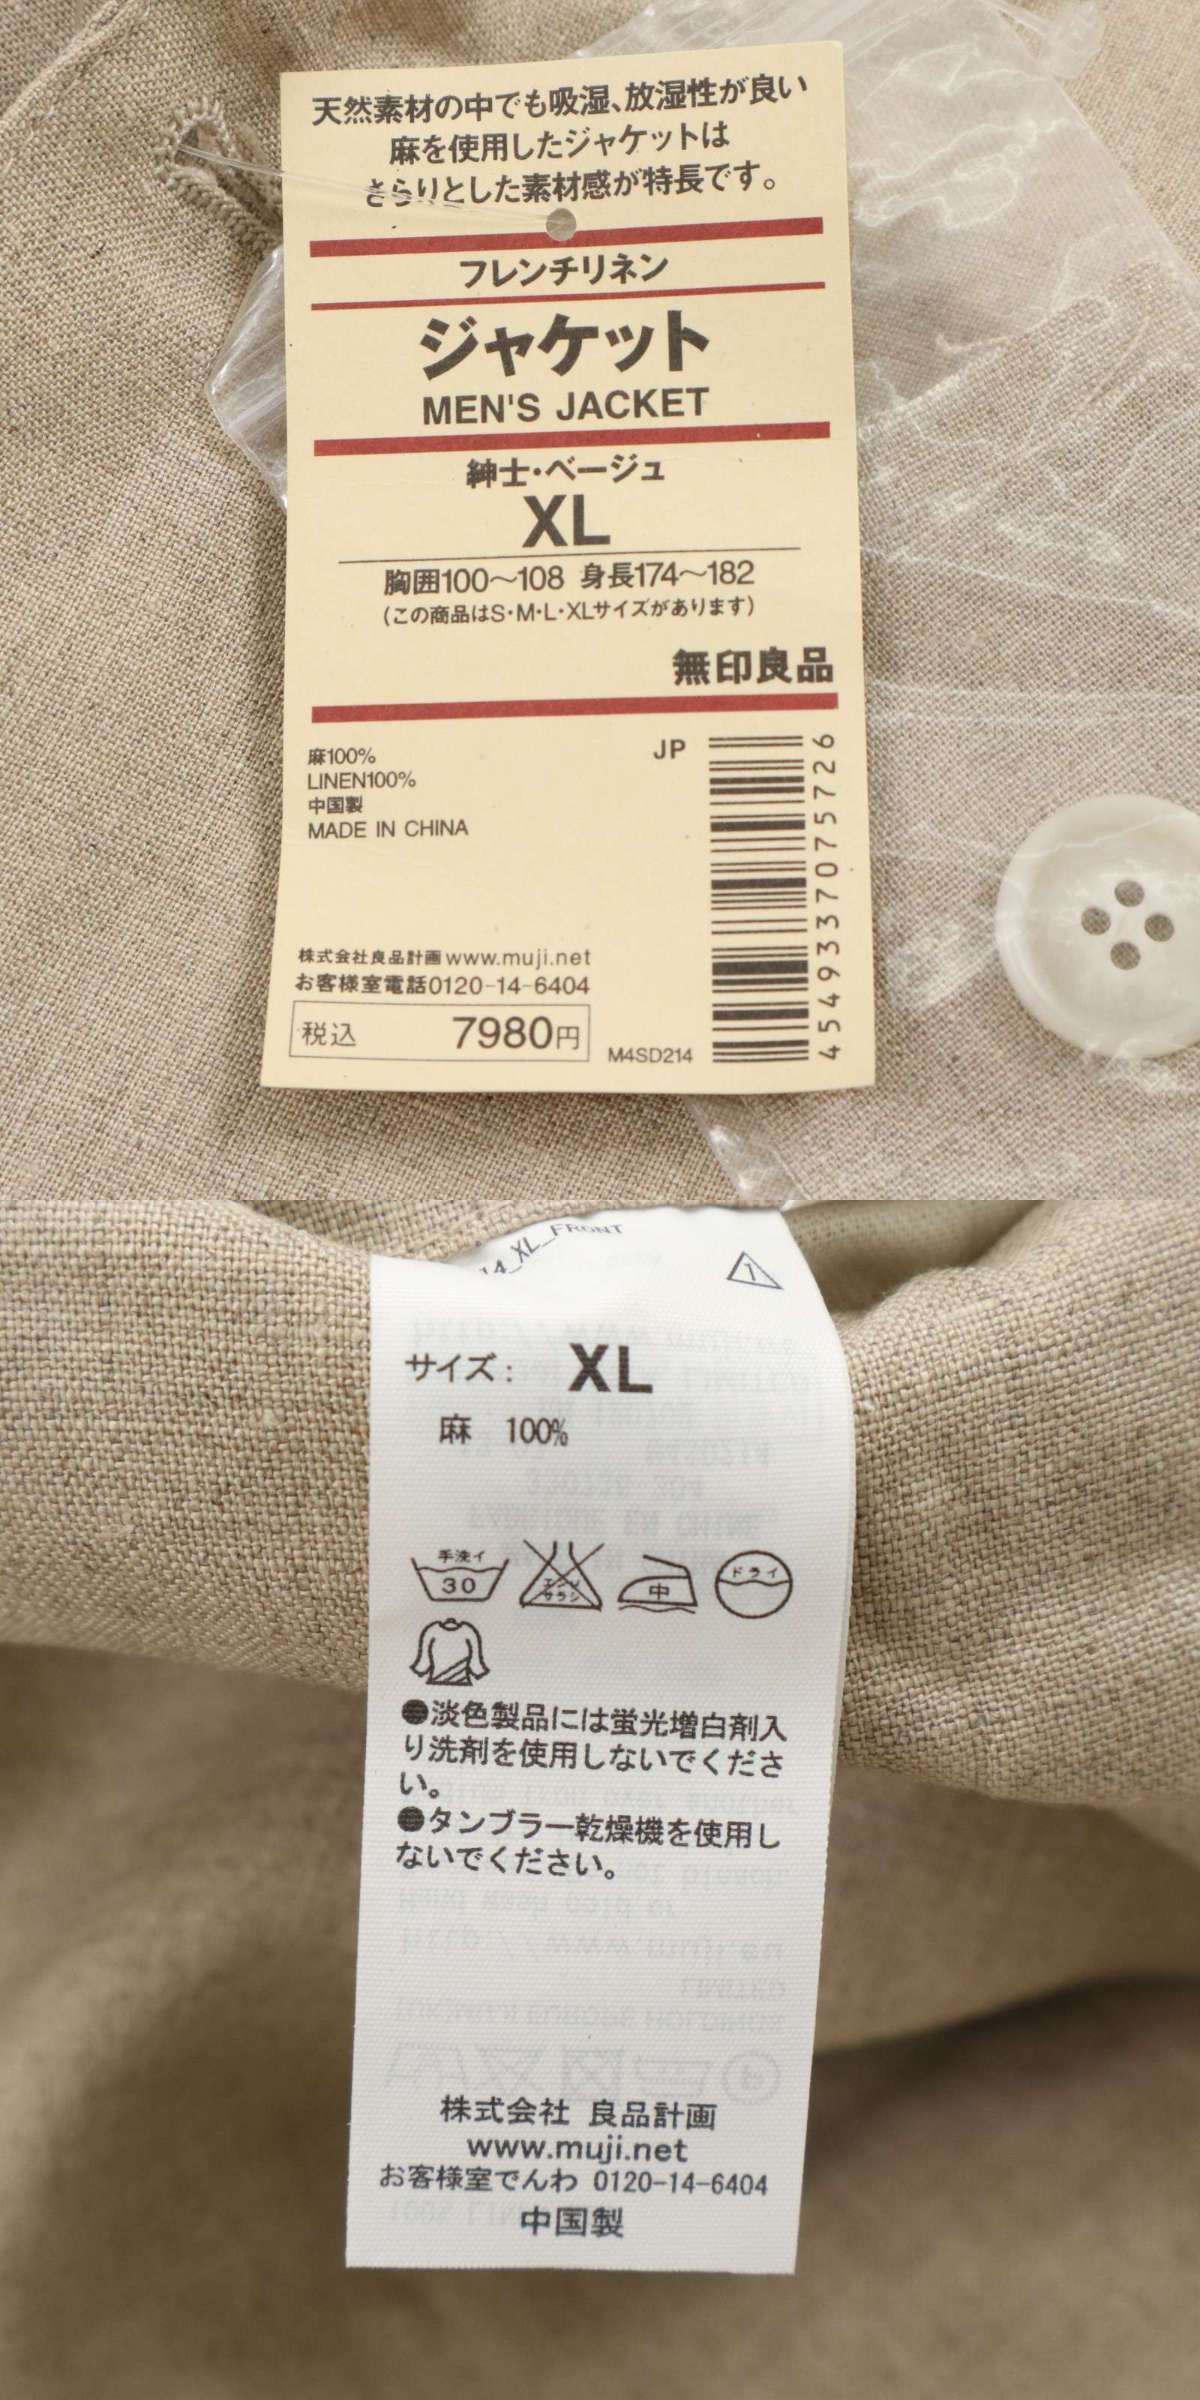 天然素材の中でも吸湿、放湿性が良い
麻を使用したジャケットは
さらりとした素材感が特長です。
フレンチリネン
ジャケット
MEN'S JACKET
紳士・ベージュ
XL
胸囲100～108 身長174～182
(この商品はS・M・L・XLサイズがあります)
無印良品
麻100%
LINEN100%
中国製
MADE IN CHINA
JP
4549337075726
株式会社良品計画www.muji.net
お客様室電話0120-14-6404
税込 7980円
M4SD214
14_XL_FRONT
1
サイズ: XL
麻 100%
手洗イ
30
エンソ
サラシ
中
ドライ
●淡色製品には蛍光増白剤入
り洗剤を使用しないでくださ
い。
●タンブラー乾燥機を使用し
ないでください。
株式会社 良品計画
www.muji.net
お客様室でんわ 0120-14-6404
中国製